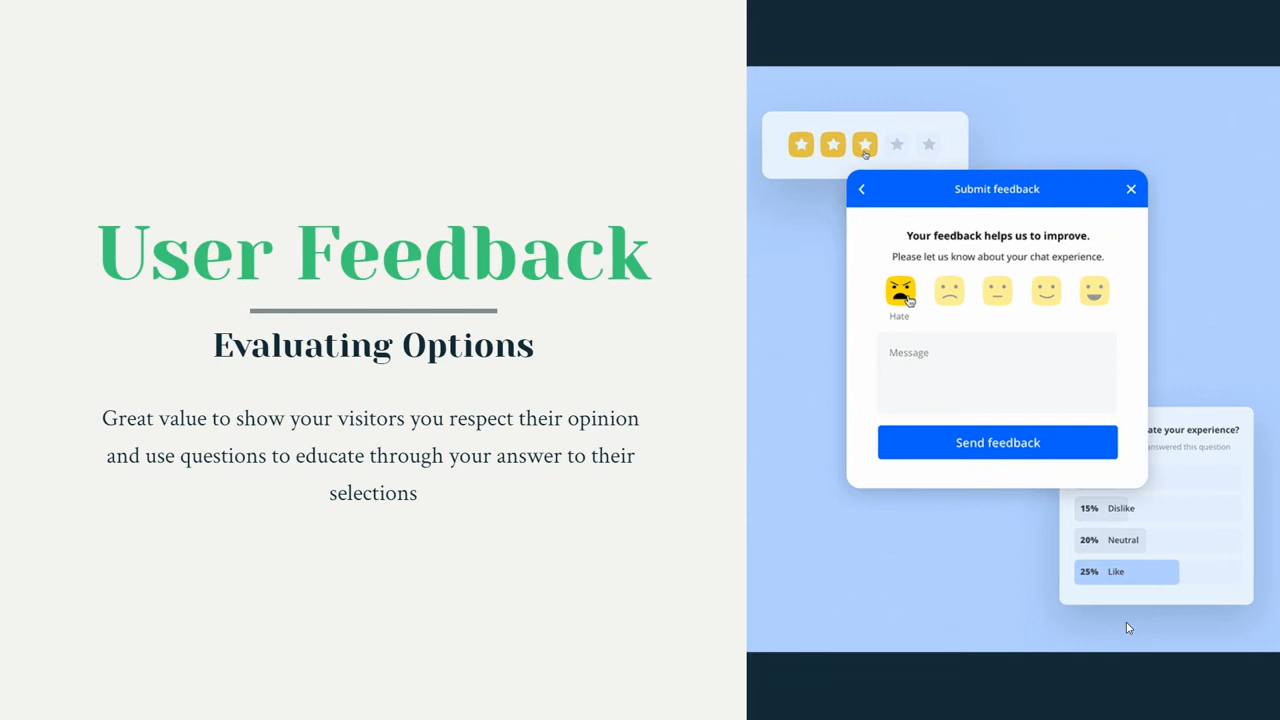 User Feedback
Evaluating Options
Great value to show your visitors you respect their opinion
and use questions to educate through your answer to their
selections
Submit feedback
Your feedback helps us to improve.
Please let us know about your chat experience.
Hate
Message
Send feedback
your experience?
answered this question
15% Dislike
20% Neutral
25% Like